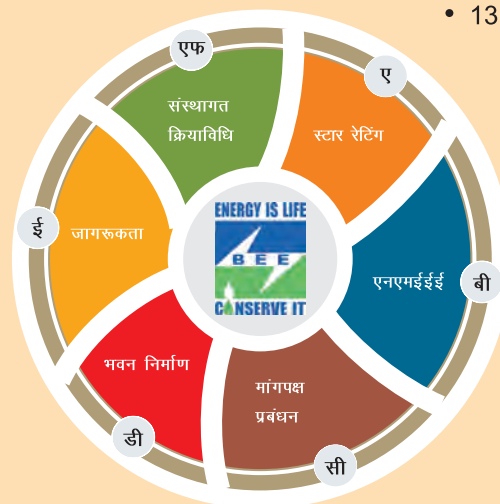 • 13
एफ
ए
संस्थागत
क्रियाविधि
स्टार रेटिंग
ई
जागरूकता
ENERGY IS LIFE
BEE
CONSERVE IT
एनएमईईई
बी
भवन निर्माण
मांगपक्ष
प्रबंधन
डी
सी